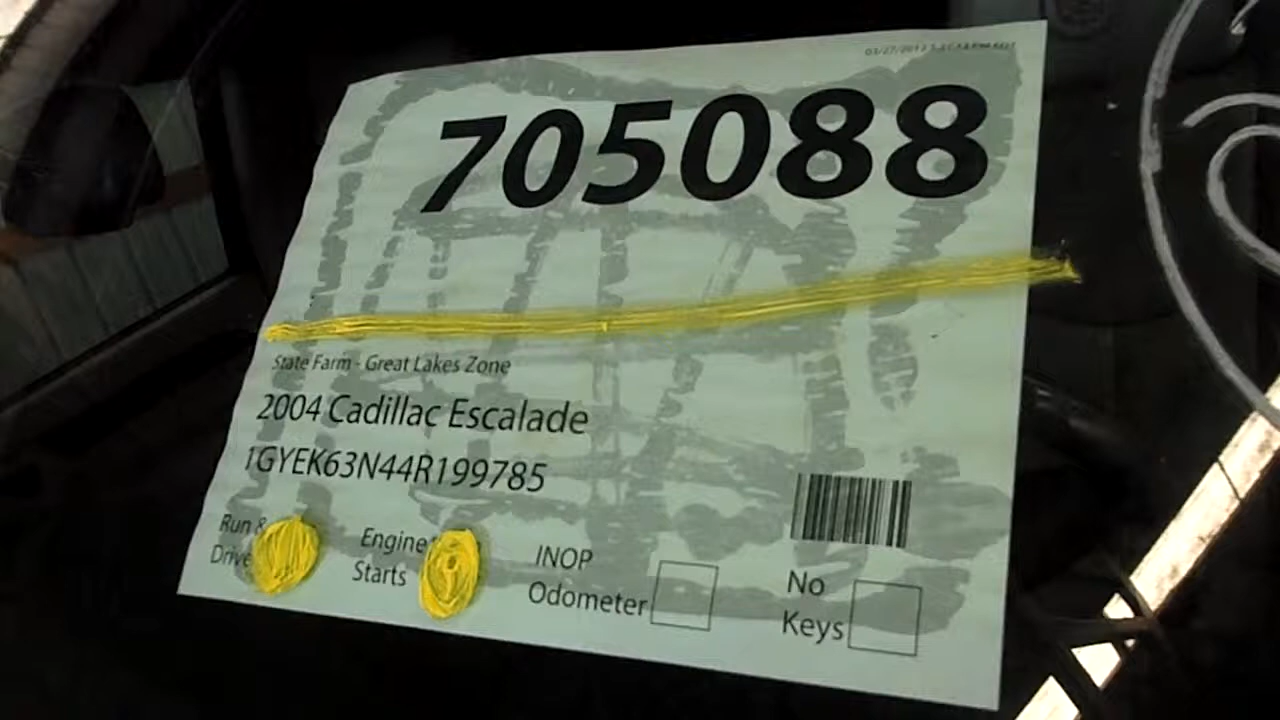 705088
State Farm - Great Lakes Zone
2004 Cadillac Escalade
1GYEK63N44R199785
Run &
Drive
Engine
Starts
INOP
Odometer
No
Keys